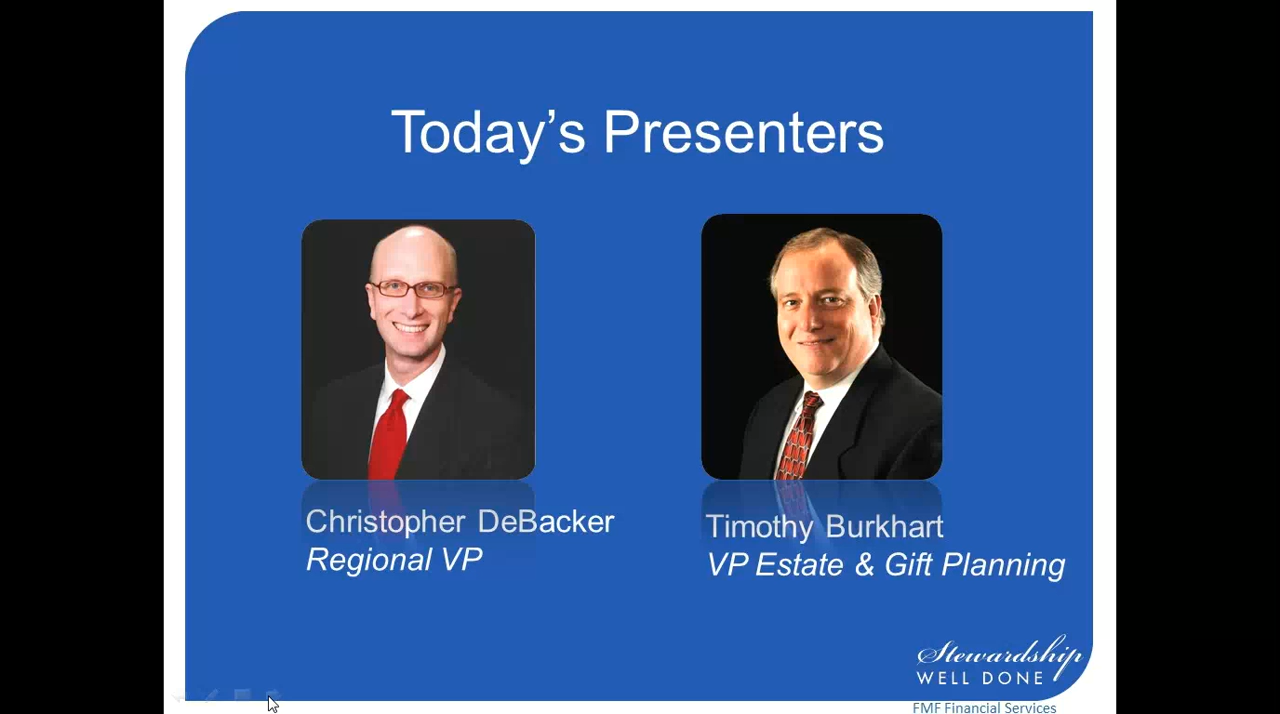 Today’s Presenters
Christopher DeBacker
Regional VP
Timothy Burkhart
VP Estate & Gift Planning
Stewardship
WELL DONE
FMF Financial Services